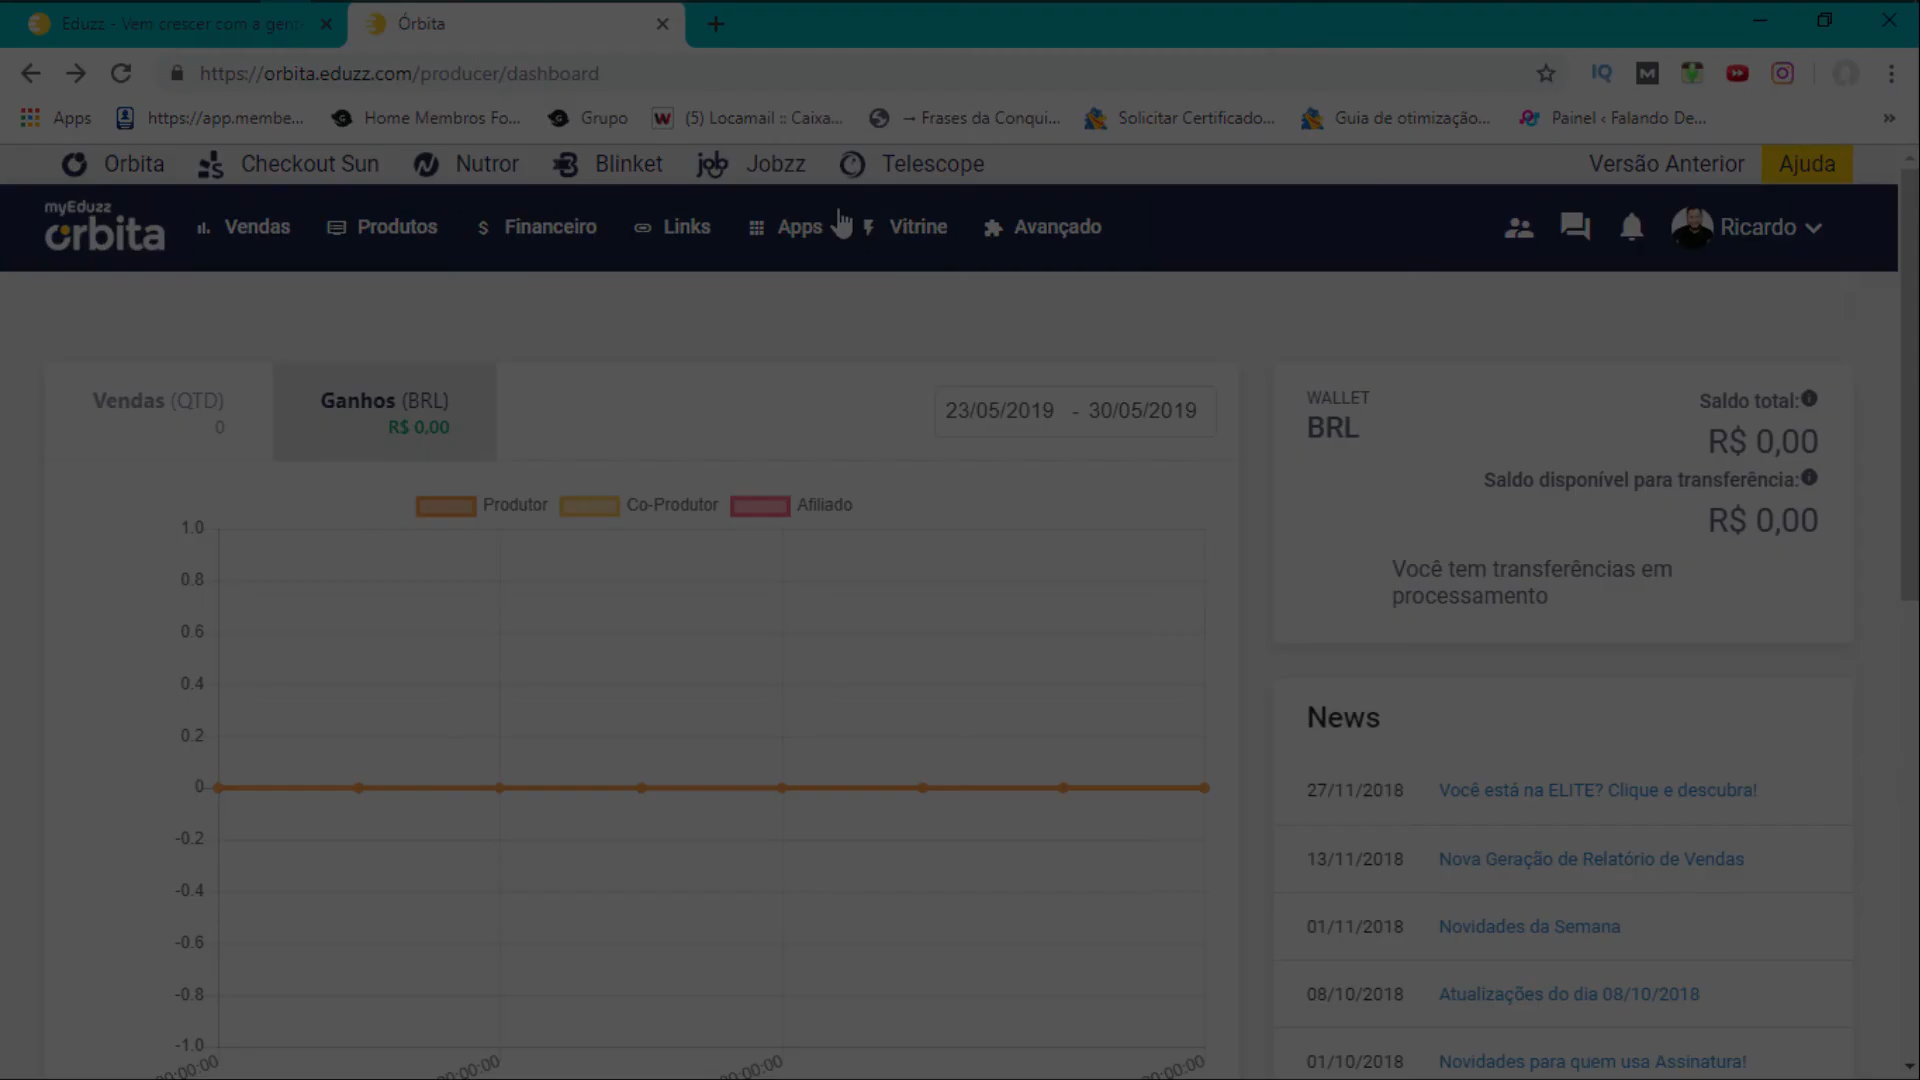 Eduzz - Vem crescer com a gent
Órbita
https://orbita.eduzz.com/producer/dashboard
IQ
Apps
https://app.membe...
Home Membros Fo...
Grupo
(5) Locamail :: Caixa...
→ Frases da Conqui...
Solicitar Certificado...
Guia de otimização...
Painel ‹ Falando De...
»
Orbita
Checkout Sun
Nutror
Blinket
job Jobzz
Telescope
Versão Anterior
Ajuda
myEduzz
órbita
Vendas
Produtos
Financeiro
Links
Apps
Vitrine
Avançado
Ricardo
Vendas (QTD)
0
Ganhos (BRL)
R$ 0,00
23/05/2019 - 30/05/2019
WALLET
BRL
Saldo total:
R$ 0,00
Saldo disponível para transferência:
R$ 0,00
Você tem transferências em
processamento
Produtor
Co-Produtor
Afiliado
1.0
0.8
0.6
0.4
0.2
0
-0.2
-0.4
-0.6
-0.8
-1.0
News
27/11/2018 Você está na ELITE? Clique e descubra!
13/11/2018 Nova Geração de Relatório de Vendas
01/11/2018 Novidades da Semana
08/10/2018 Atualizações do dia 08/10/2018
01/10/2018 Novidades para quem usa Assinatura!